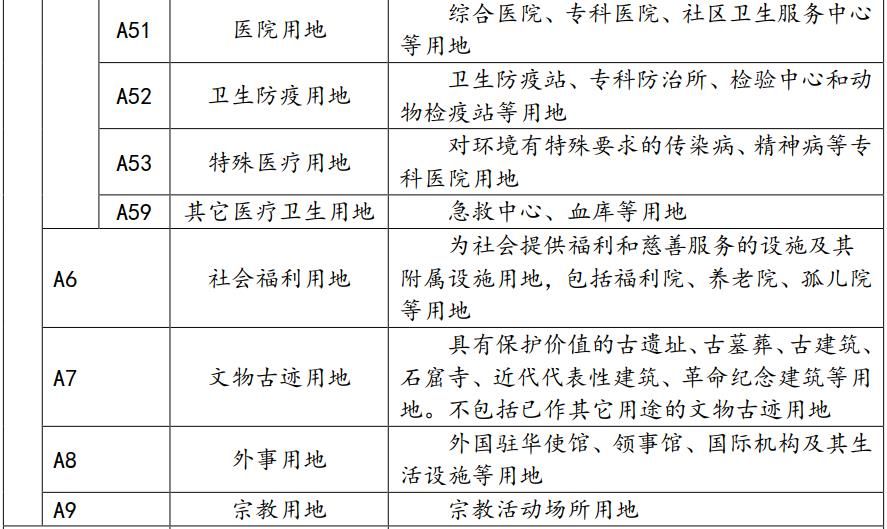 A51 医院用地 综合医院、专科医院、社区卫生服务中心
等用地
A52 卫生防疫用地 卫生防疫站、专科防治所、检验中心和动
物检疫站等用地
A53 特殊医疗用地 对环境有特殊要求的传染病、精神病等专
科医院用地
A59 其它医疗卫生用地 急救中心、血库等用地
A6 社会福利用地 为社会提供福利和慈善服务的设施及其
附属设施用地，包括福利院、养老院、孤儿院
等用地
A7 文物古迹用地 具有保护价值的古遗址、古墓葬、古建筑、
石窟寺、近代代表性建筑、革命纪念建筑等用
地。不包括已作其它用途的文物古迹用地
A8 外事用地 外国驻华使馆、领事馆、国际机构及其生
活设施等用地
A9 宗教用地 宗教活动场所用地